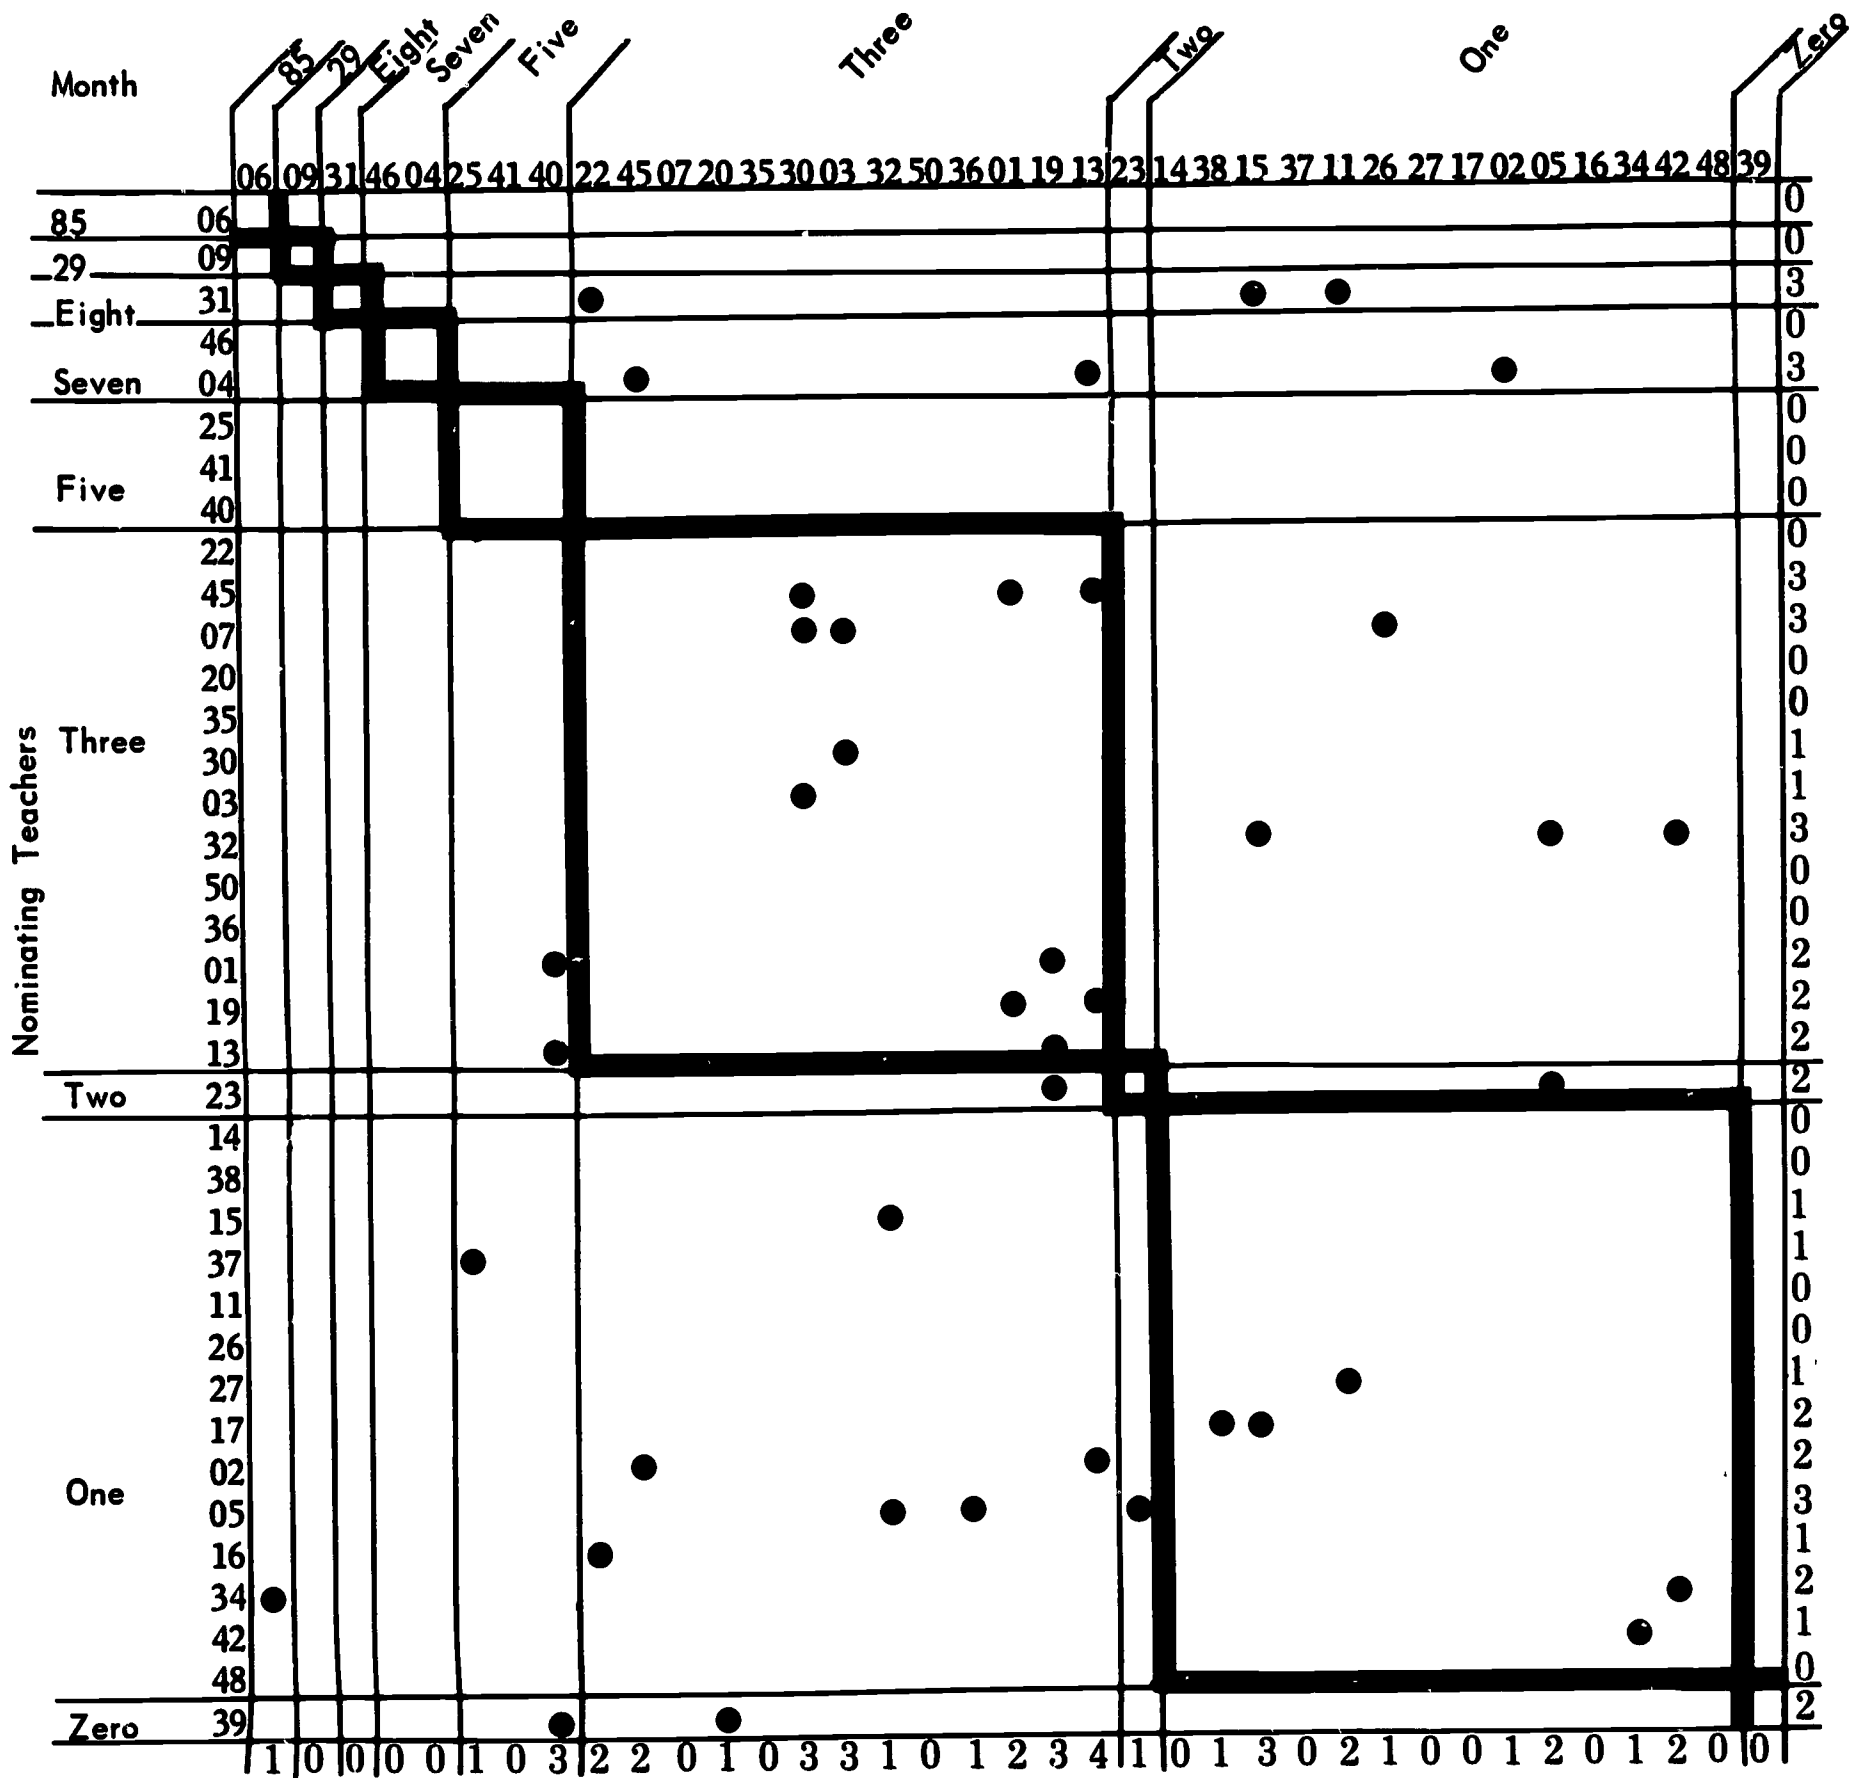 Month 85 29 Eight Seven Five Three Two One Zero
06 09 31 46 04 25 41 40 22 45 07 20 35 30 03 32 50 36 01 19 13 23 14 38 15 37 11 26 27 17 02 05 16 34 42 48 39
Nominating Teachers
85 06 0
09 0
29
31 3
Eight
46 0
Seven 04 3
25 0
41 0
Five
40 0
22 0
45 3
07 3
20 0
35 0
Three
30 1
03 1
32 3
50 0
36 0
01 2
19 2
13 2
Two 23 2
14 0
38 0
15 1
37 1
11 0
26 0
27 1
17 2
02 2
One
05 3
16 1
34 2
42 1
48 0
Zero 39 2
1 0 0 0 0 1 0 3 2 2 0 1 0 3 3 1 0 1 2 3 4 1 0 1 3 0 2 1 0 0 1 2 0 1 2 0 0